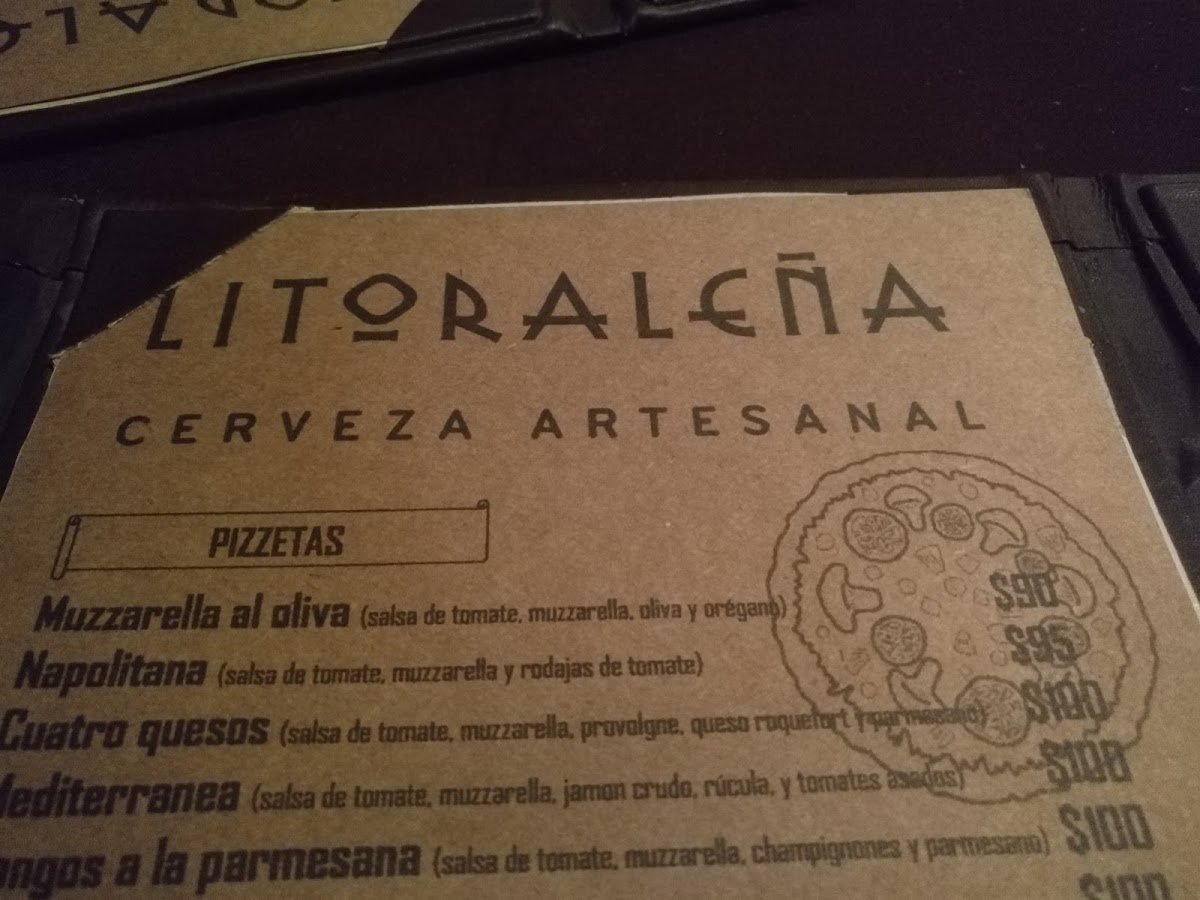 LITORALEÑA
CERVEZA ARTESANAL
PIZZETAS
Muzzarella al oliva (salsa de tomate, muzzarella, oliva y orégano) $90
Napolitana (salsa de tomate, muzzarella y rodajas de tomate) $95
Cuatro quesos (salsa de tomate, muzzarella, provolone, queso roquefort y parmesano) $100
Mediterranea (salsa de tomate, muzzarella, jamon crudo, rúcula, y tomates asados) $100
a la parmesana (salsa de tomate, muzzarella, champignones y parmesano) $100
$100